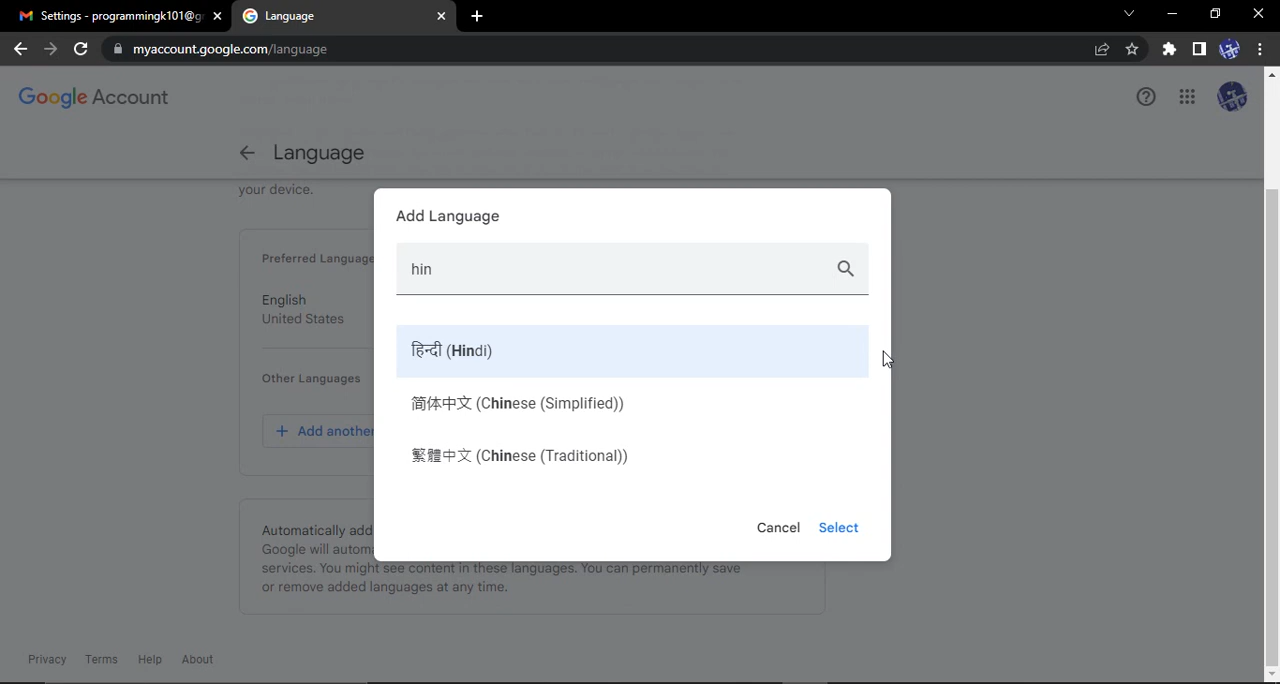 Settings - programmingk101@g
Language
myaccount.google.com/language
Google Account
Language
your device.
Add Language
hin
Preferred Language
English
United States
हिन्दी (Hindi)
Other Languages
简体中文 (Chinese (Simplified))
+ Add another
繁體中文 (Chinese (Traditional))
Cancel Select
Automatically add
Google will automa
services. You might see content in these languages. You can permanently save
or remove added languages at any time.
Privacy Terms Help About